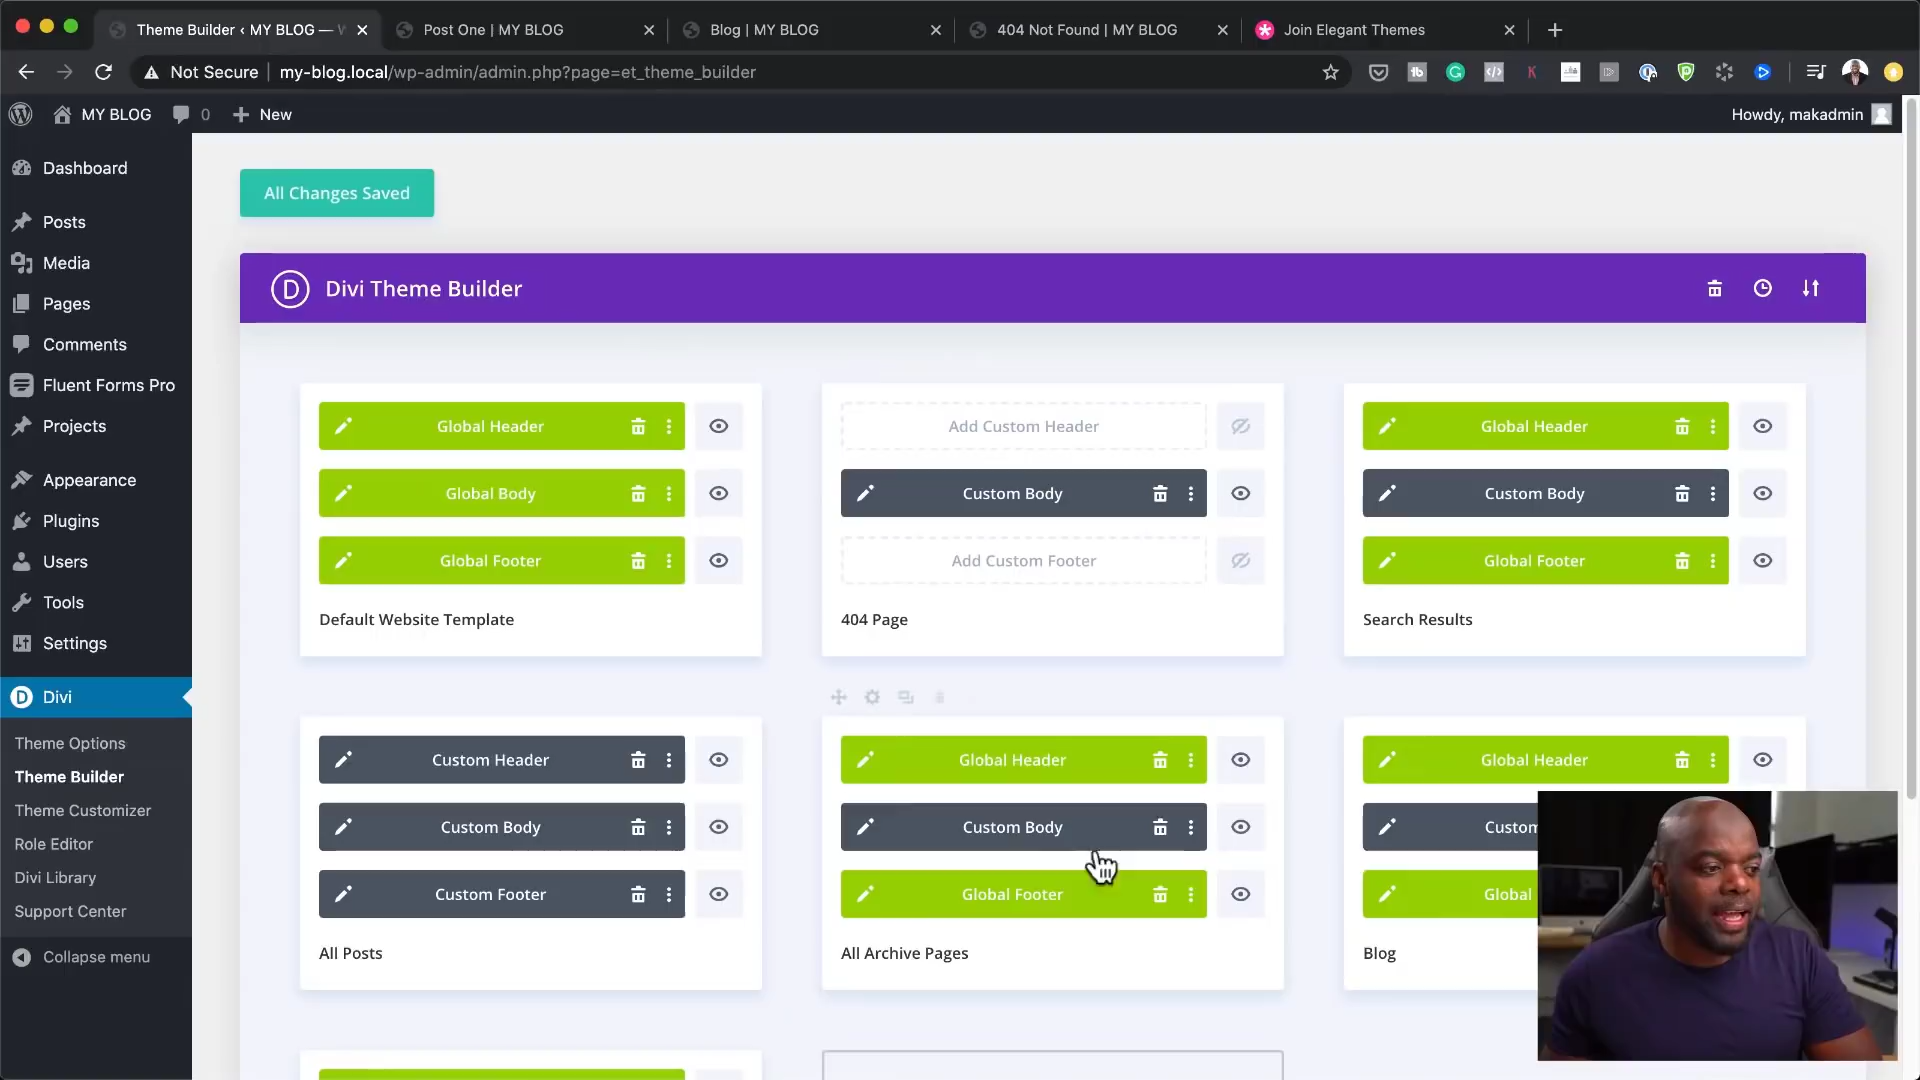 Theme Builder ‹ MY BLOG — W
Post One | MY BLOG
Blog | MY BLOG
404 Not Found | MY BLOG
Join Elegant Themes
Not Secure
my-blog.local/wp-admin/admin.php?page=et_theme_builder
MY BLOG
0
New
Howdy, makadmin
Dashboard
Posts
Media
Pages
Comments
Fluent Forms Pro
Projects
Appearance
Plugins
Users
Tools
Settings
Divi
Theme Options
Theme Builder
Theme Customizer
Role Editor
Divi Library
Support Center
Collapse menu
All Changes Saved
D
Divi Theme Builder
Global Header
Global Body
Global Footer
Default Website Template
Add Custom Header
Custom Body
Add Custom Footer
404 Page
Global Header
Custom Body
Global Footer
Search Results
Custom Header
Custom Body
Custom Footer
All Posts
Global Header
Custom Body
Global Footer
All Archive Pages
Global Header
Custom
Global
Blog